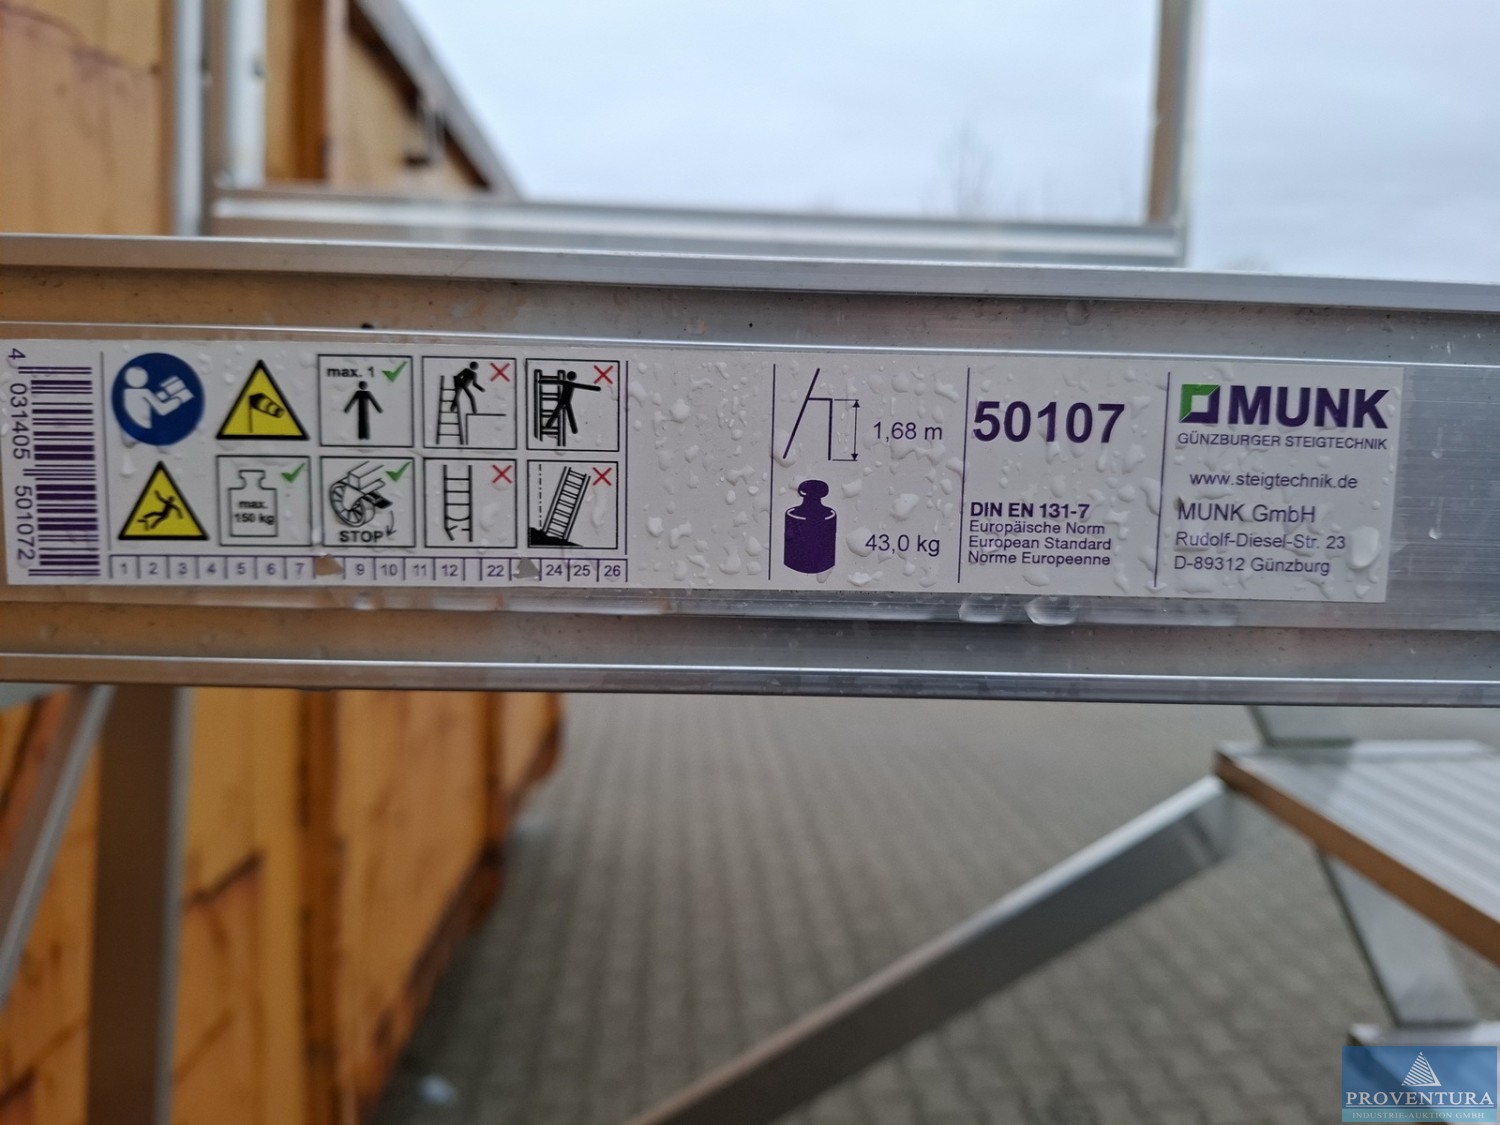 4 031405 501072
max. 1
max.
150 kg
STOP
1 2 3 4 5 6 7 9 10 11 12 22 24 25 26
1,68 m
43,0 kg
50107
DIN EN 131-7
Europäische Norm
European Standard
Norme Europeenne
MUNK
GÜNZBURGER STEIGTECHNIK
www.steigtechnik.de
MUNK GmbH
Rudolf-Diesel-Str. 23
D-89312 Günzburg
PROVENTURA
INDUSTRIE-AUKTION GMBH